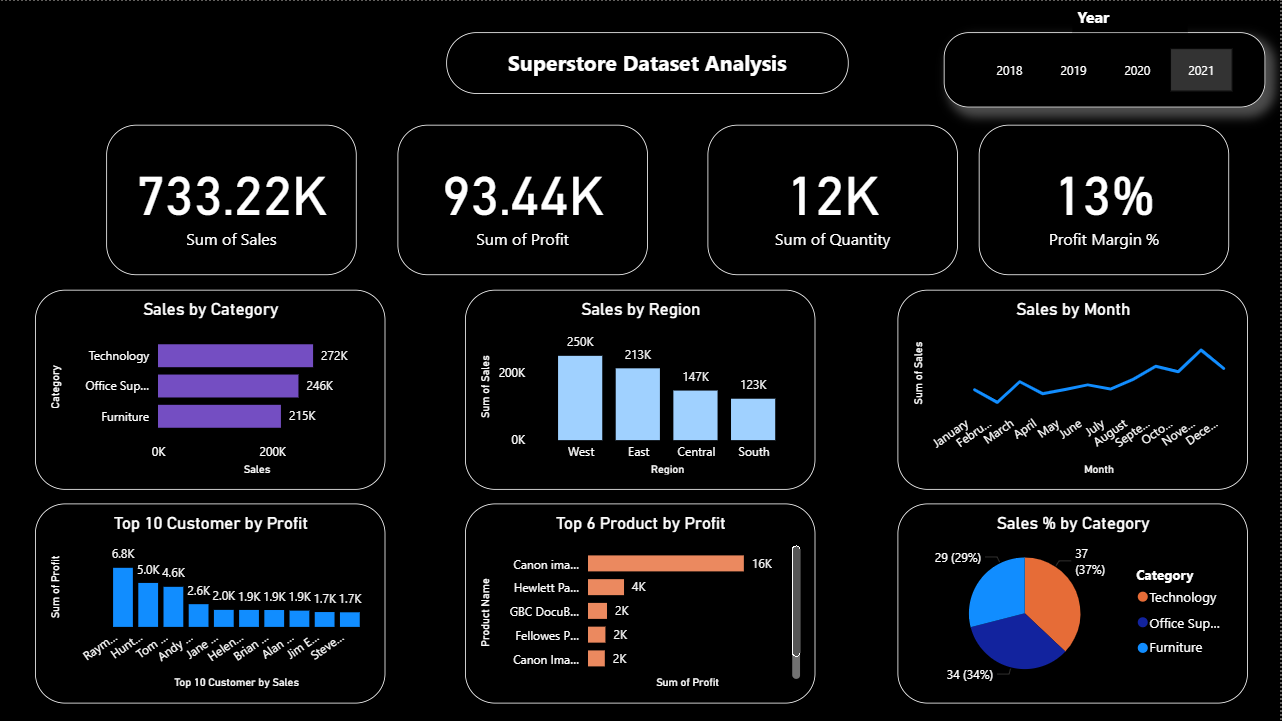 Year
Superstore Dataset Analysis
2018 2019 2020 2021
733.22K
Sum of Sales
93.44K
Sum of Profit
12K
Sum of Quantity
13%
Profit Margin %
Sales by Category
Category
Technology 272K
Office Sup... 246K
Furniture 215K
0K 200K
Sales
Sales by Region
Sum of Sales
200K
0K
250K 213K 147K 123K
West East Central South
Region
Sales by Month
Sum of Sales
January Febru... March April May June July August Septe... Octo... Nove... Dece...
Month
Top 10 Customer by Profit
Sum of Profit
6.8K 5.0K 4.6K 2.6K 2.0K 1.9K 1.9K 1.9K 1.7K 1.7K
Raym... Hunt... Tom ... Andy ... Jane ... Helen... Brian ... Alan ... Jim E... Steve...
Top 10 Customer by Sales
Top 6 Product by Profit
Product Name
Canon ima... 16K
Hewlett Pa... 4K
GBC DocuB... 2K
Fellowes P... 2K
Canon Ima... 2K
Sum of Profit
Sales % by Category
29 (29%)
37
(37%)
34 (34%)
Category
Technology
Office Sup...
Furniture